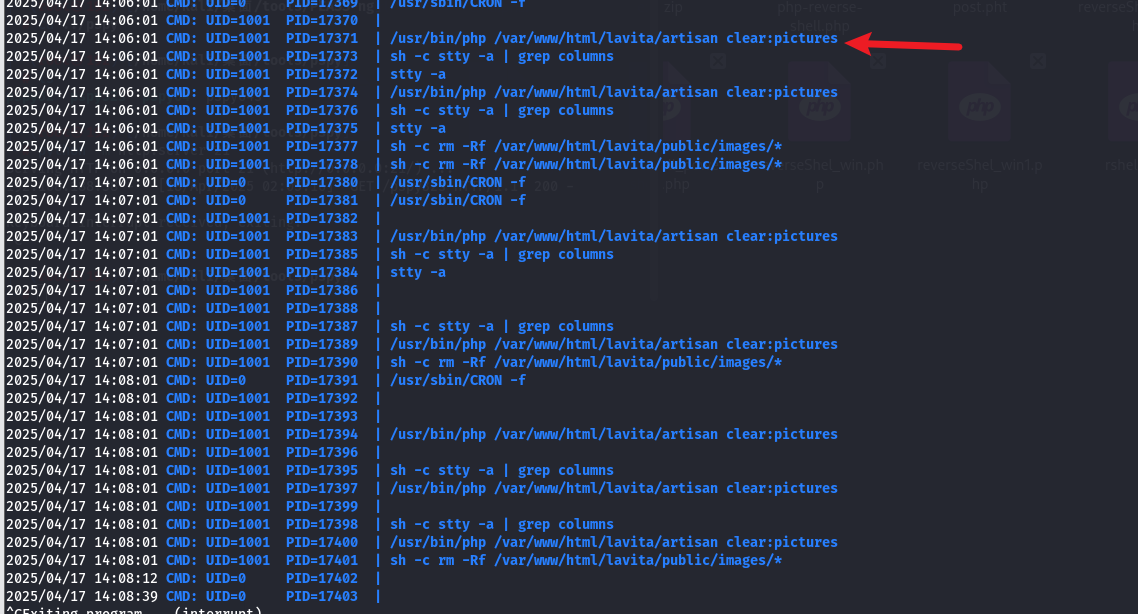 2025/04/17 14:06:01 CMD: UID=0 PID=17369 | /usr/sbin/CRON -f
2025/04/17 14:06:01 CMD: UID=1001 PID=17370 |
2025/04/17 14:06:01 CMD: UID=1001 PID=17371 | /usr/bin/php /var/www/html/lavita/artisan clear:pictures
2025/04/17 14:06:01 CMD: UID=1001 PID=17373 | sh -c stty -a | grep columns
2025/04/17 14:06:01 CMD: UID=1001 PID=17372 | stty -a
2025/04/17 14:06:01 CMD: UID=1001 PID=17374 | /usr/bin/php /var/www/html/lavita/artisan clear:pictures
2025/04/17 14:06:01 CMD: UID=1001 PID=17376 | sh -c stty -a | grep columns
2025/04/17 14:06:01 CMD: UID=1001 PID=17375 | stty -a
2025/04/17 14:06:01 CMD: UID=1001 PID=17377 | sh -c rm -Rf /var/www/html/lavita/public/images/*
2025/04/17 14:06:01 CMD: UID=1001 PID=17378 | sh -c rm -Rf /var/www/html/lavita/public/images/*
2025/04/17 14:07:01 CMD: UID=0 PID=17380 | /usr/sbin/CRON -f
2025/04/17 14:07:01 CMD: UID=0 PID=17381 | /usr/sbin/CRON -f
2025/04/17 14:07:01 CMD: UID=1001 PID=17382 |
2025/04/17 14:07:01 CMD: UID=1001 PID=17383 | /usr/bin/php /var/www/html/lavita/artisan clear:pictures
2025/04/17 14:07:01 CMD: UID=1001 PID=17385 | sh -c stty -a | grep columns
2025/04/17 14:07:01 CMD: UID=1001 PID=17384 | stty -a
2025/04/17 14:07:01 CMD: UID=1001 PID=17386 |
2025/04/17 14:07:01 CMD: UID=1001 PID=17388 |
2025/04/17 14:07:01 CMD: UID=1001 PID=17387 | sh -c stty -a | grep columns
2025/04/17 14:07:01 CMD: UID=1001 PID=17389 | /usr/bin/php /var/www/html/lavita/artisan clear:pictures
2025/04/17 14:07:01 CMD: UID=1001 PID=17390 | sh -c rm -Rf /var/www/html/lavita/public/images/*
2025/04/17 14:08:01 CMD: UID=0 PID=17391 | /usr/sbin/CRON -f
2025/04/17 14:08:01 CMD: UID=1001 PID=17392 |
2025/04/17 14:08:01 CMD: UID=1001 PID=17393 |
2025/04/17 14:08:01 CMD: UID=1001 PID=17394 | /usr/bin/php /var/www/html/lavita/artisan clear:pictures
2025/04/17 14:08:01 CMD: UID=1001 PID=17396 |
2025/04/17 14:08:01 CMD: UID=1001 PID=17395 | sh -c stty -a | grep columns
2025/04/17 14:08:01 CMD: UID=1001 PID=17397 | /usr/bin/php /var/www/html/lavita/artisan clear:pictures
2025/04/17 14:08:01 CMD: UID=1001 PID=17399 |
2025/04/17 14:08:01 CMD: UID=1001 PID=17398 | sh -c stty -a | grep columns
2025/04/17 14:08:01 CMD: UID=1001 PID=17400 | /usr/bin/php /var/www/html/lavita/artisan clear:pictures
2025/04/17 14:08:01 CMD: UID=1001 PID=17401 | sh -c rm -Rf /var/www/html/lavita/public/images/*
2025/04/17 14:08:12 CMD: UID=0 PID=17402 |
2025/04/17 14:08:39 CMD: UID=0 PID=17403 |
^CExiting program... (interrupt)
zip
php-reverse-
shell.php
post.pht
reverseShel_win1.p
hp
php